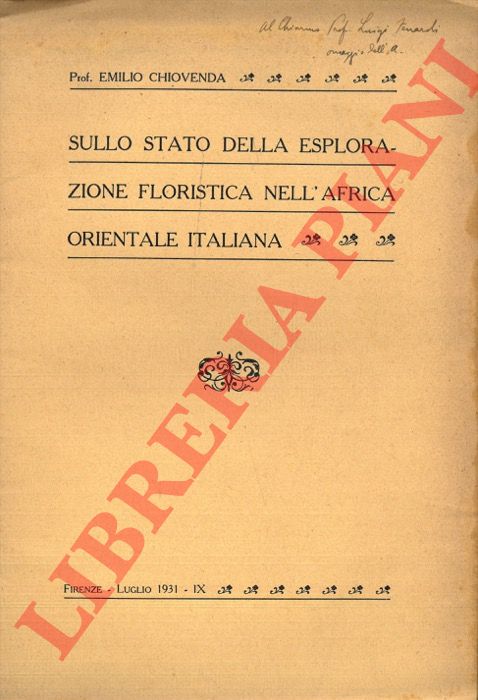 Al Chiarmo Prof. Luigi
omaggio dell'A.
Prof. EMILIO CHIOVENDA
SULLO STATO DELLA ESPLORA-
ZIONE FLORISTICA NELL'AFRICA
ORIENTALE ITALIANA
FIRENZE - LUGLIO 1931 - IX
LIBRERIA PIANI